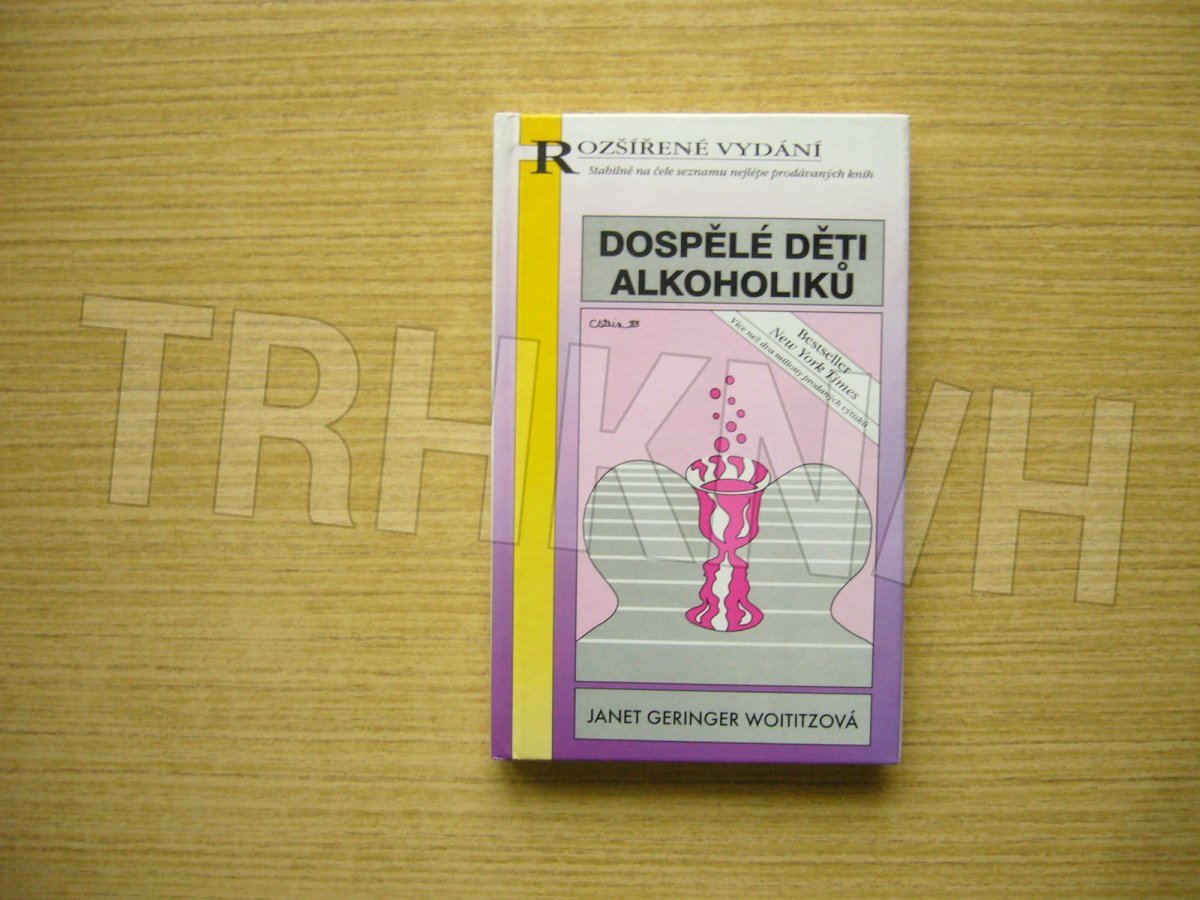 ROZŠÍŘENÉ VYDÁNÍ
Stabilně na čele seznamu nejlépe prodávaných knih
DOSPĚLÉ DĚTI
ALKOHOLIKŮ
Bestseller
New York Times
Více než dva miliony prodaných výtisků
JANET GERINGER WOITITZOVÁ
TRHKNIH